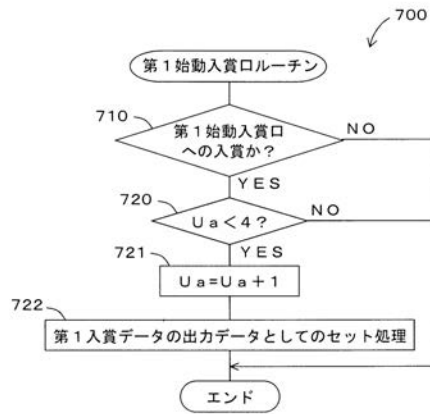 700
第1始動入賞口ルーチン
710
第1始動入賞口
への入賞か？
NO
YES
720
Ua＜4？
NO
YES
721
Ua=Ua＋1
722
第1入賞データの出力データとしてのセット処理
エンド